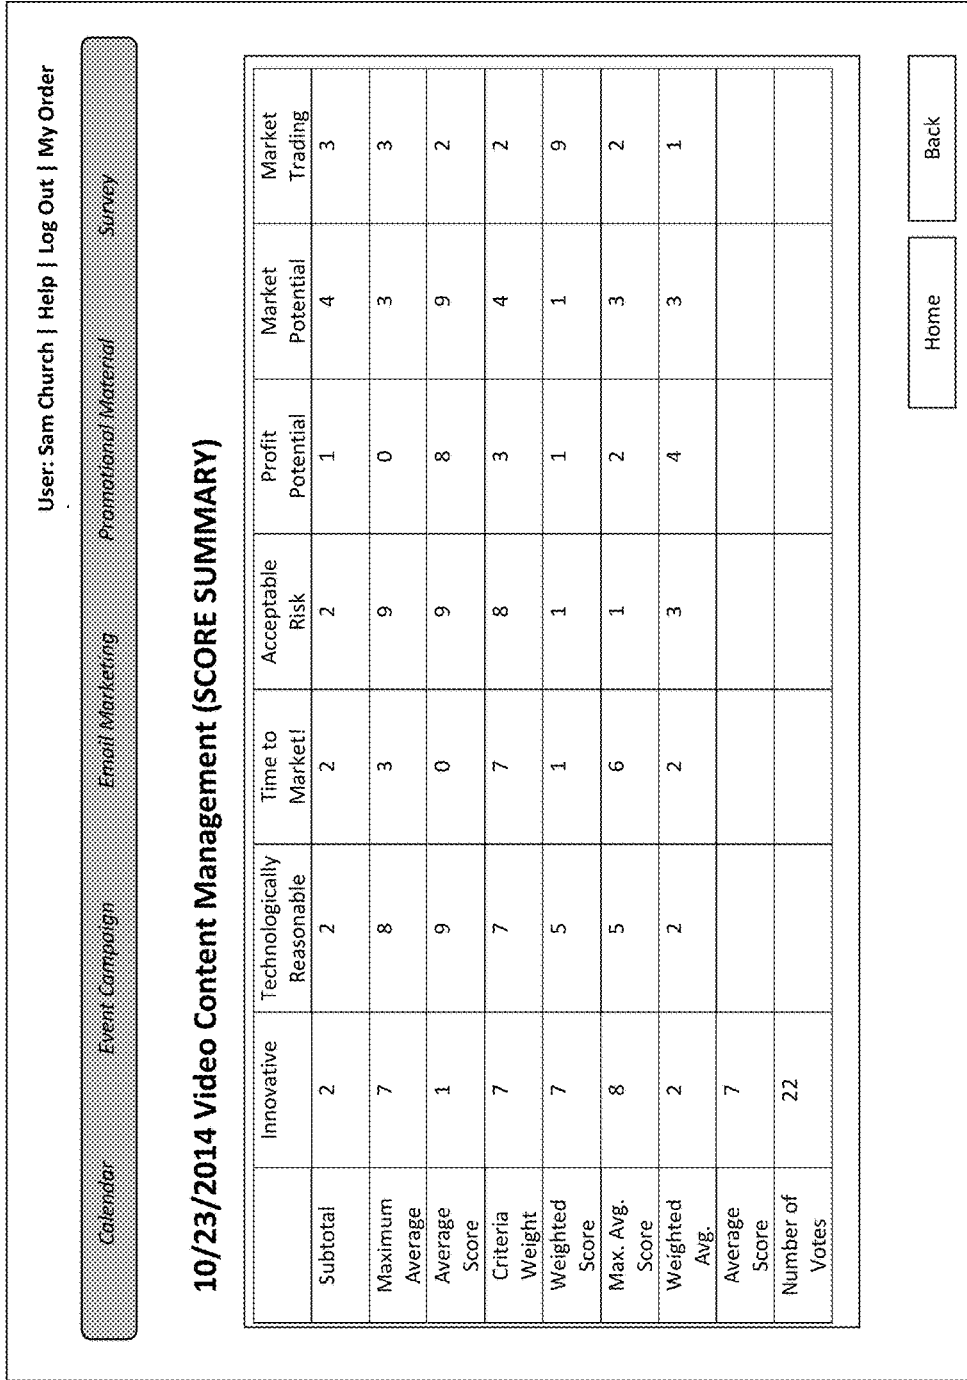 User: Sam Church | Help | Log Out | My Order
Calendar Event Campaign Email Marketing Promotional Material Survey
10/23/2014 Video Content Management (SCORE SUMMARY)
Innovative Technologically Reasonable Time to Market! Acceptable Risk Profit Potential Market Potential Market Trading
Subtotal 2 2 2 2 1 4 3
Maximum Average 7 8 3 9 0 3 3
Average Score 1 9 0 9 8 9 2
Criteria Weight 7 7 7 8 3 4 2
Weighted Score 7 5 1 1 1 1 9
Max. Avg. Score 8 5 6 1 2 3 2
Weighted Avg. 2 2 2 3 4 3 1
Average Score 7
Number of Votes 22
Home Back